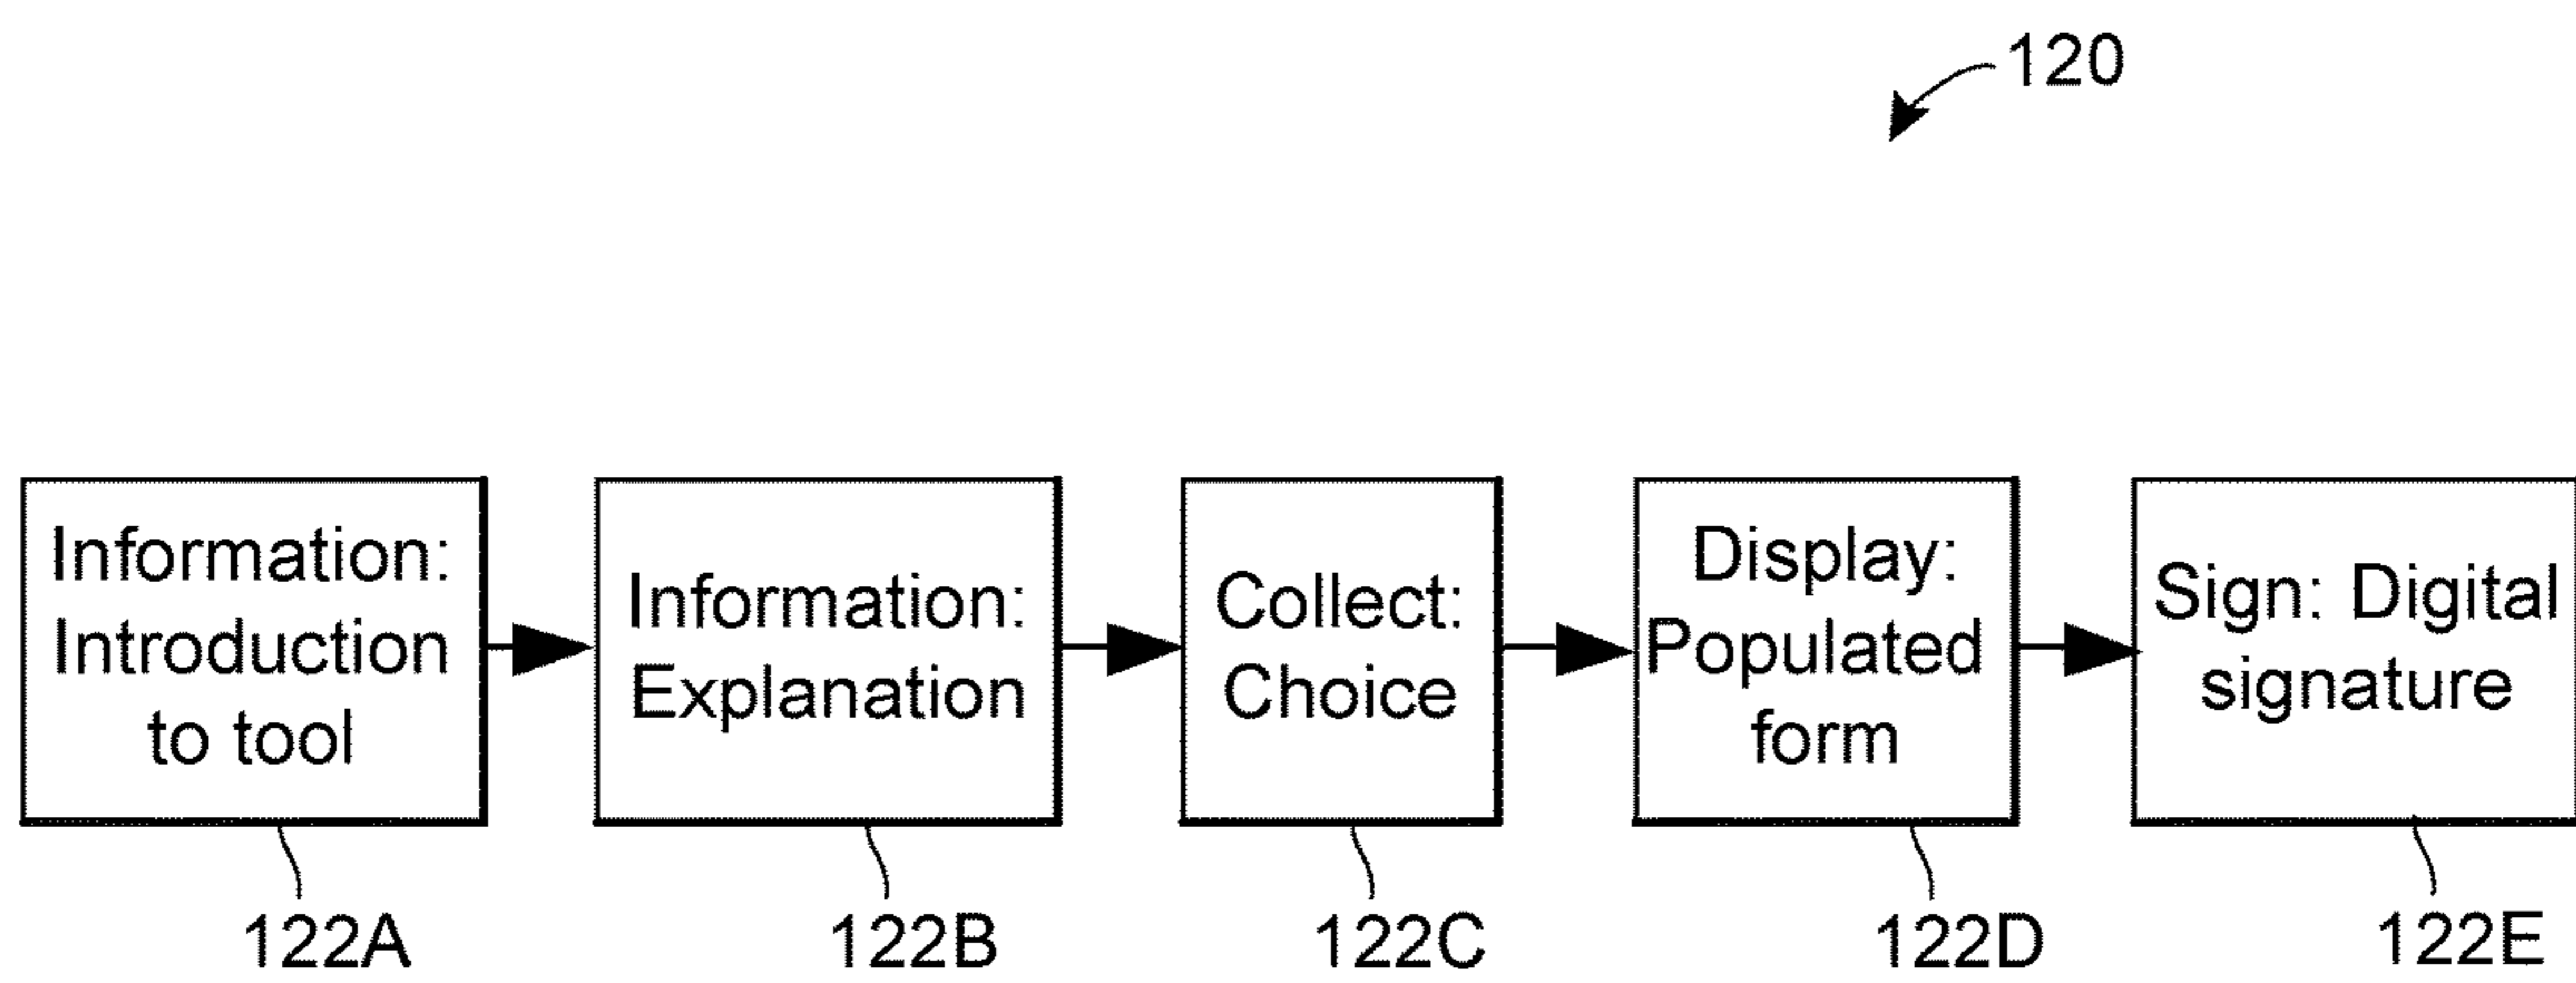 120
Information:
Introduction
to tool
Information:
Explanation
Collect:
Choice
Display:
Populated
form
Sign: Digital
signature
122A
122B
122C
122D
122E